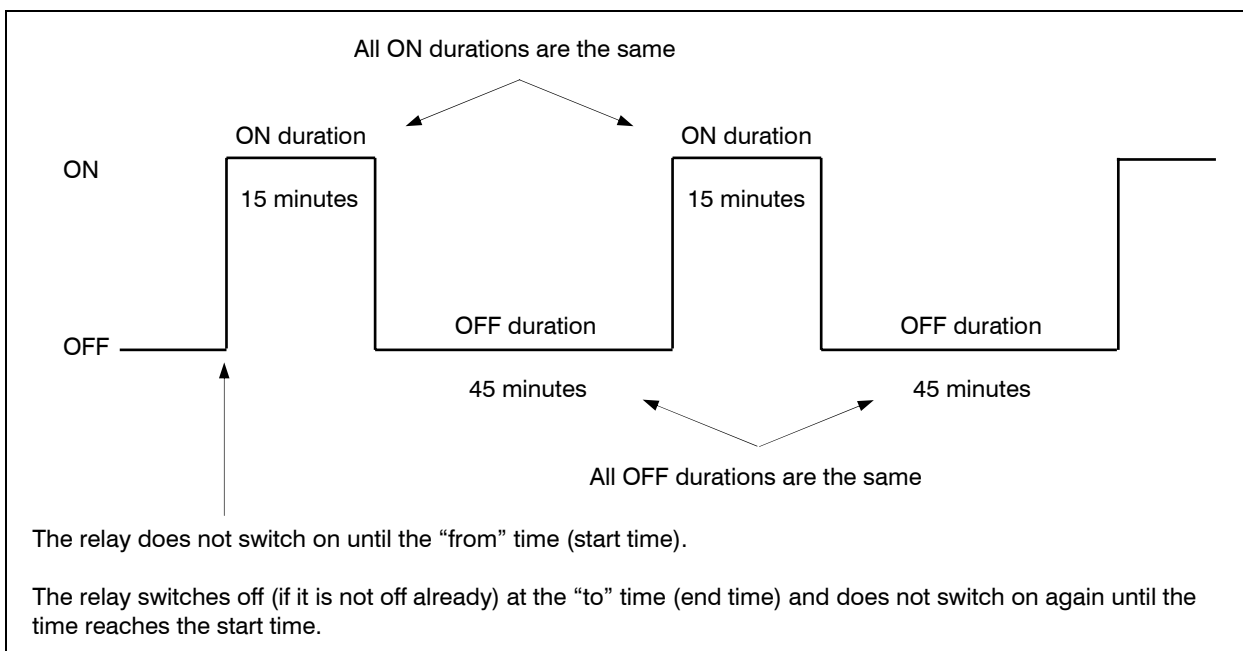 All ON durations are the same
ON duration
ON duration
ON
15 minutes
15 minutes
OFF duration
OFF duration
OFF
45 minutes
45 minutes
All OFF durations are the same
The relay does not switch on until the “from” time (start time).
The relay switches off (if it is not off already) at the “to” time (end time) and does not switch on again until the
time reaches the start time.